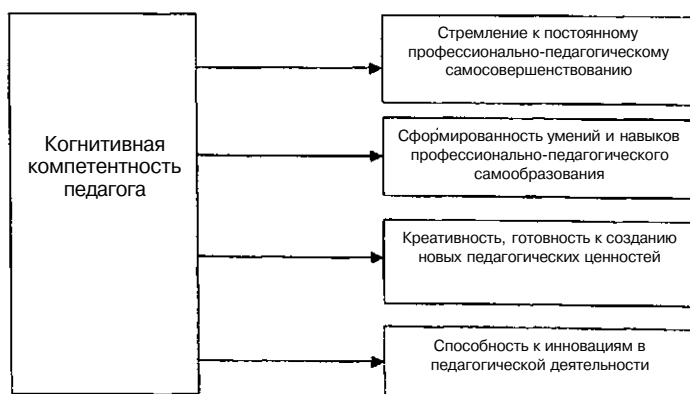 Когнитивная
компетентность
педагога
Стремление к постоянному
профессионально-педагогическому
самосовершенствованию
Сформированность умений и навыков
профессионально-педагогического
самообразования
Креативность, готовность к созданию
новых педагогических ценностей
Способность к инновациям в
педагогической деятельности